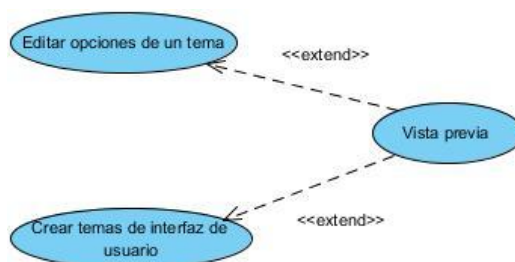 Editar opciones de un tema
<<extend>>
Vista previa
<<extend>>
Crear temas de interfaz de
usuario